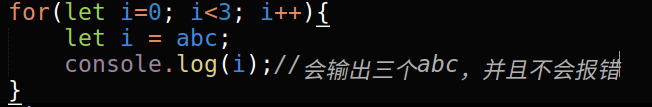 for(let i=0; i<3; i++){
    let i = abc;
    console.log(i);//会输出三个abc，并且不会报错
}